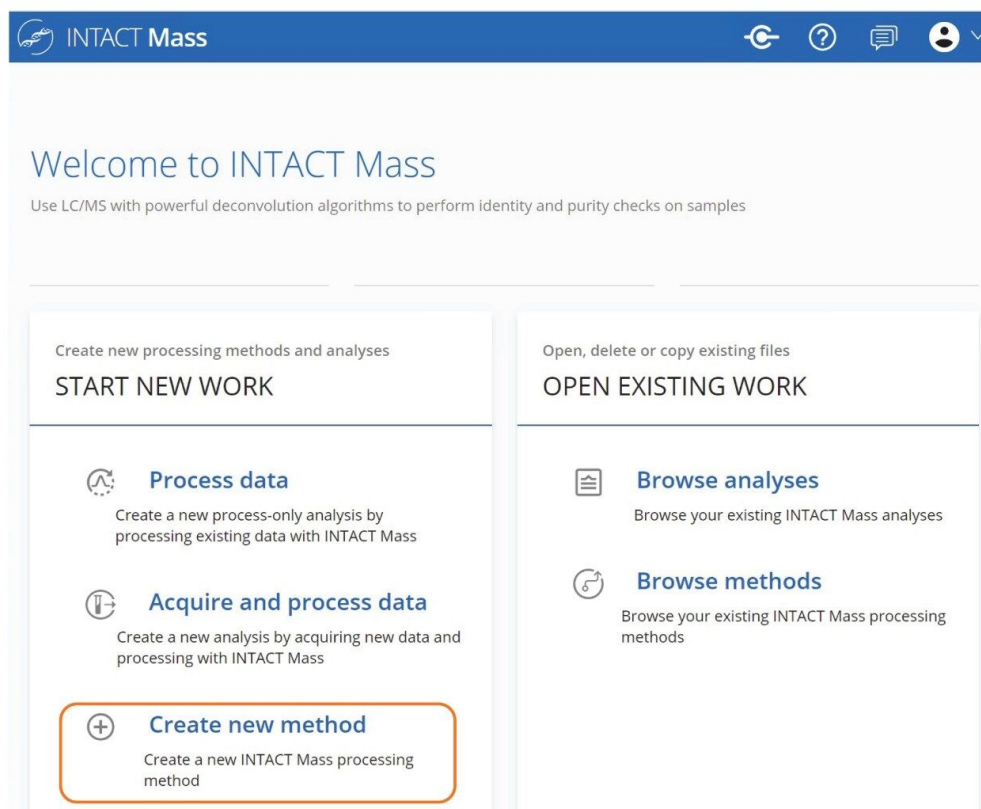 INTACT Mass
Welcome to INTACT Mass
Use LC/MS with powerful deconvolution algorithms to perform identity and purity checks on samples
Create new processing methods and analyses
START NEW WORK
Process data
Create a new process-only analysis by
processing existing data with INTACT Mass
Acquire and process data
Create a new analysis by acquiring new data and
processing with INTACT Mass
Create new method
Create a new INTACT Mass processing
method
Open, delete or copy existing files
OPEN EXISTING WORK
Browse analyses
Browse your existing INTACT Mass analyses
Browse methods
Browse your existing INTACT Mass processing
methods